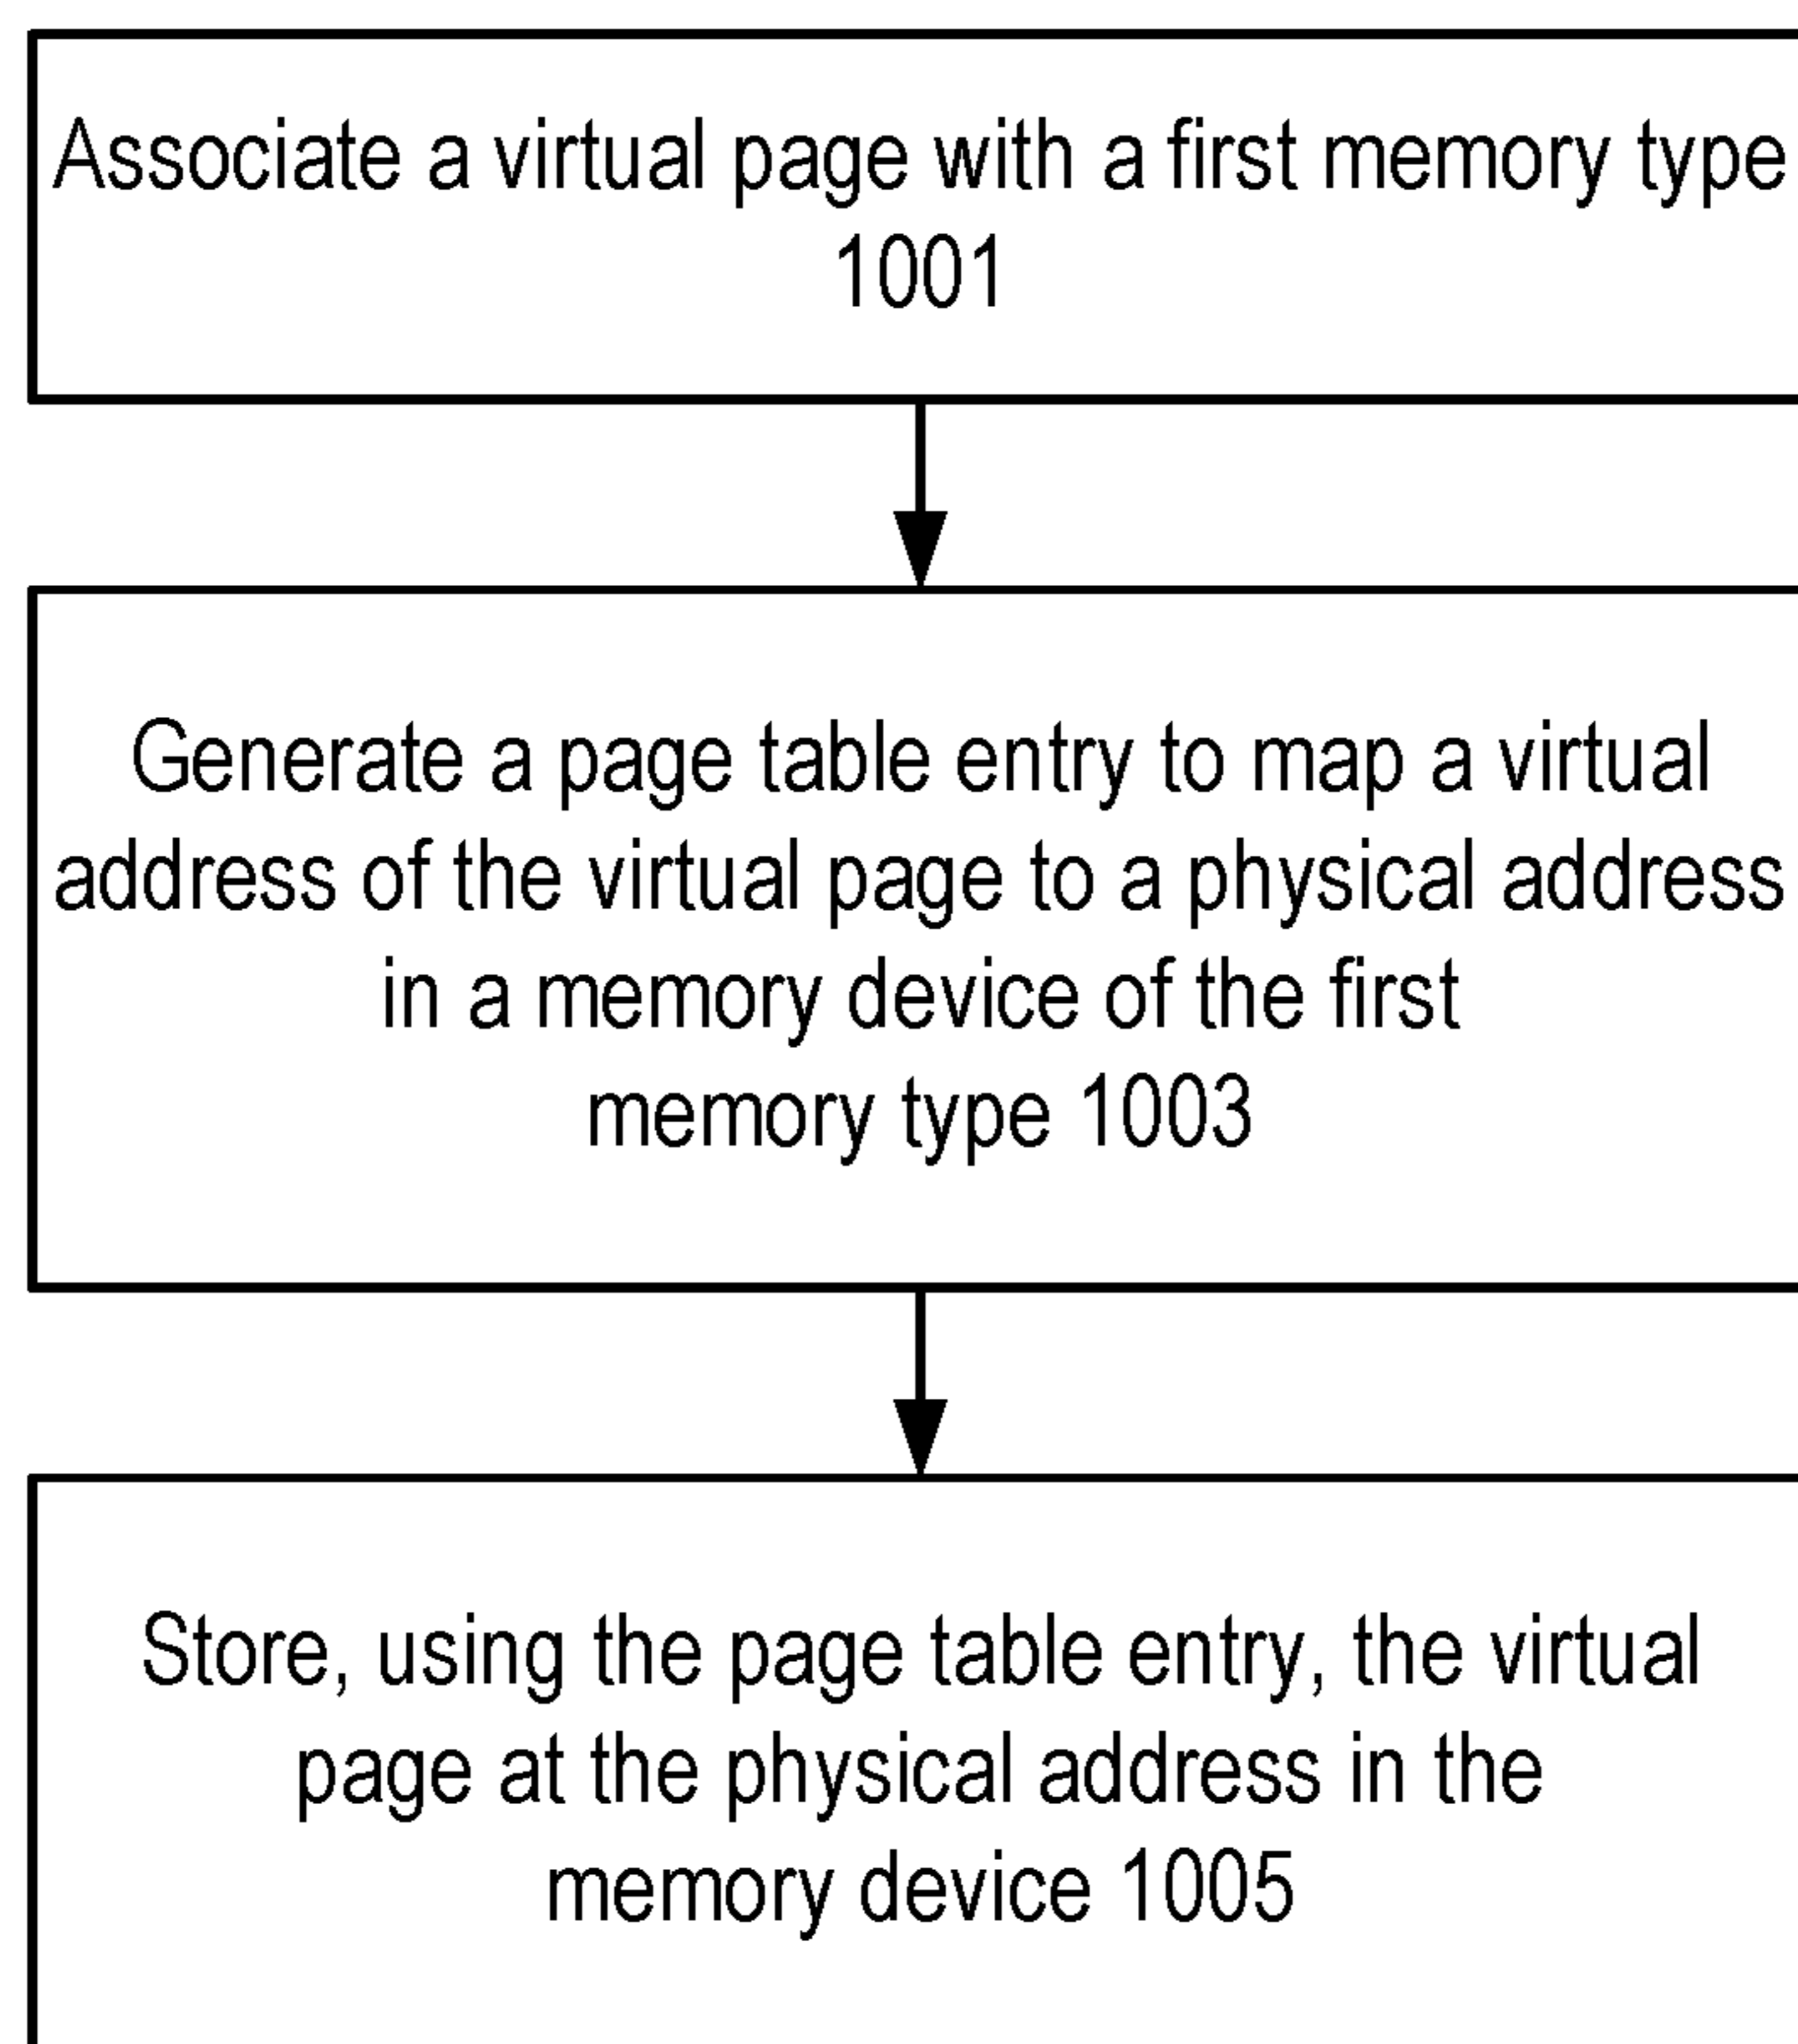 Associate a virtual page with a first memory type
1001
Generate a page table entry to map a virtual
address of the virtual page to a physical address
in a memory device of the first
memory type 1003
Store, using the page table entry, the virtual
page at the physical address in the
memory device 1005